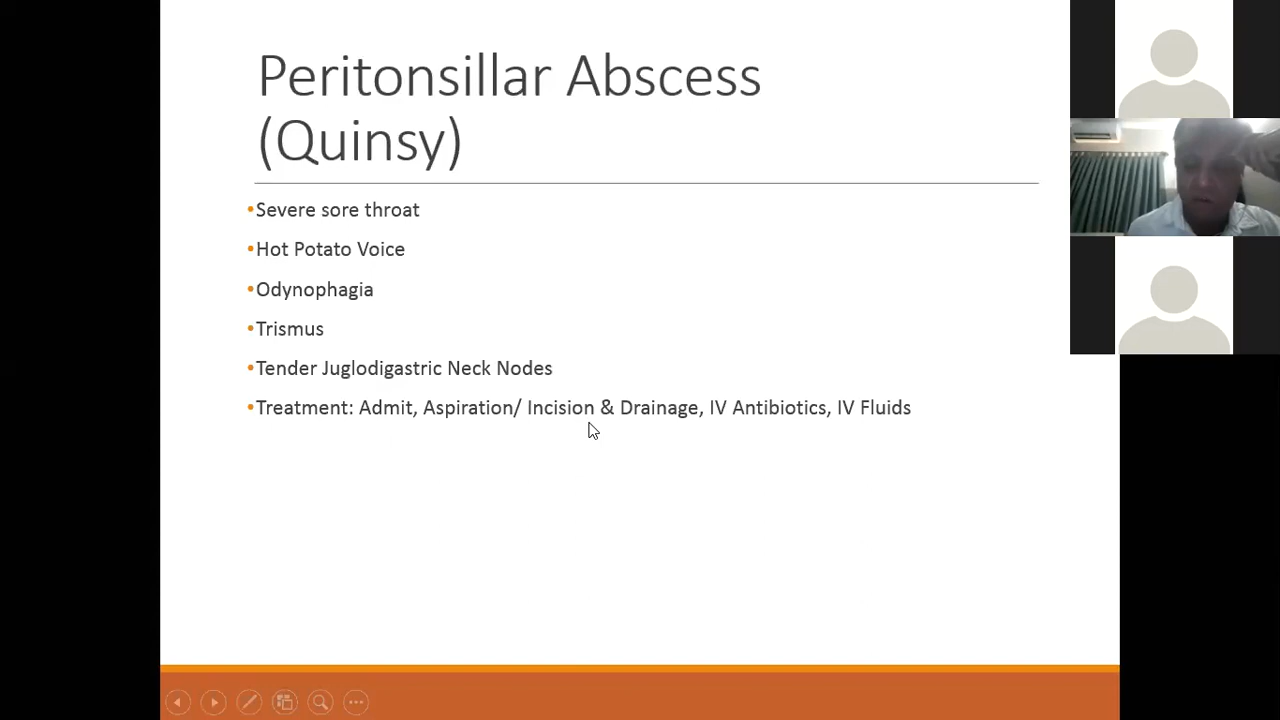 Peritonsillar Abscess
(Quinsy)
•Severe sore throat
•Hot Potato Voice
•Odynophagia
•Trismus
•Tender Juglodigastric Neck Nodes
•Treatment: Admit, Aspiration/ Incision & Drainage, IV Antibiotics, IV Fluids